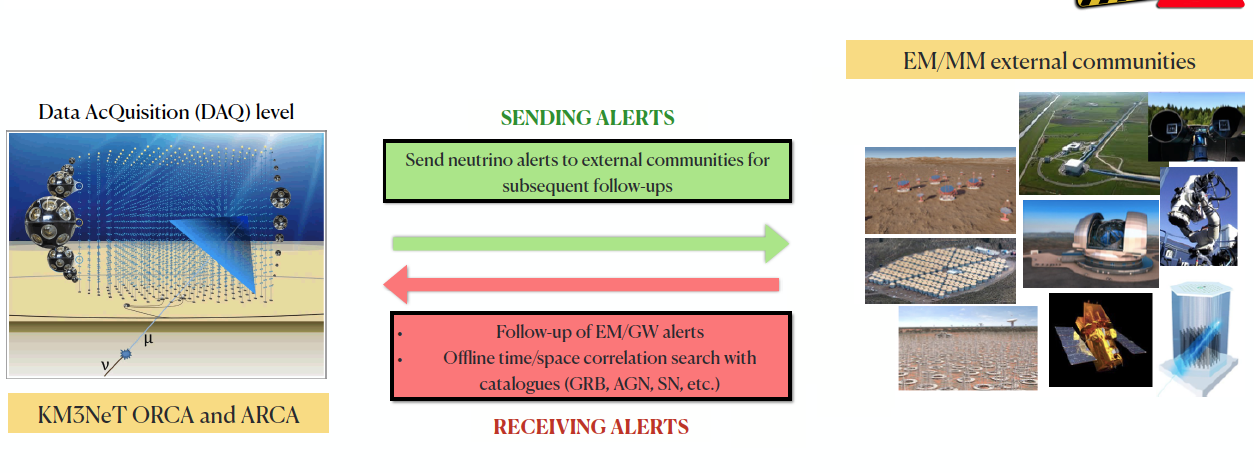 EM/MM external communities
Data AcQuisition (DAQ) level
SENDING ALERTS
Send neutrino alerts to external communities for
subsequent follow-ups
μ
ν
• Follow-up of EM/GW alerts
• Offline time/space correlation search with
catalogues (GRB, AGN, SN, etc.)
KM3NeT ORCA and ARCA
RECEIVING ALERTS